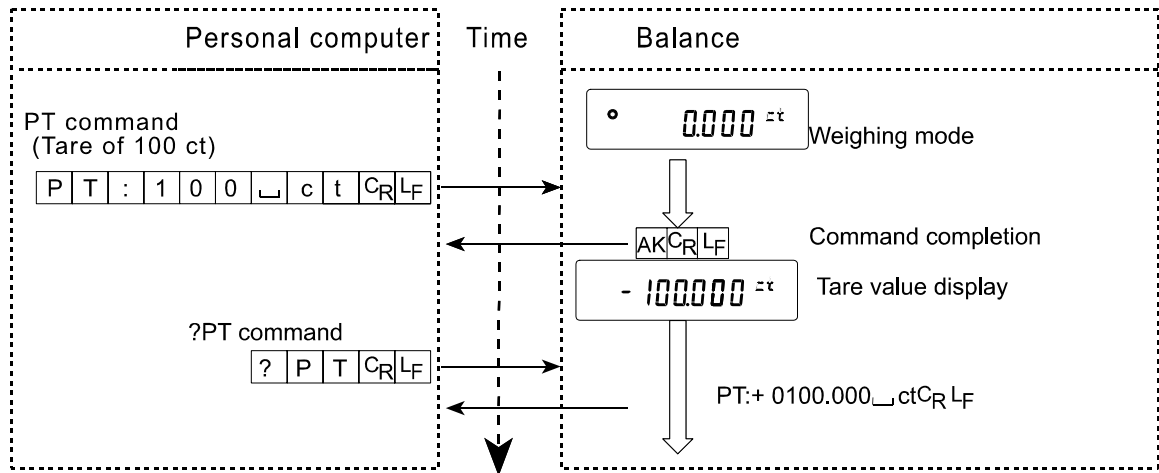 Personal computer Time Balance
0.000 ct
Weighing mode
PT command
(Tare of 100 ct)
P T : 1 0 0 ␣ c t CR LF
AK CR LF
Command completion
- 100.000 ct
Tare value display
?PT command
? P T CR LF
PT:+ 0100.000␣ ctCR LF